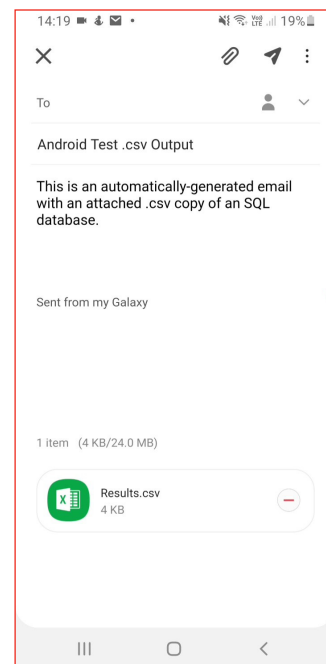 14:19 Vo)) LTE 19%
To
Android Test .csv Output
This is an automatically-generated email
with an attached .csv copy of an SQL
database.
Sent from my Galaxy
1 item (4 KB/24.0 MB)
X
Results.csv
4 KB